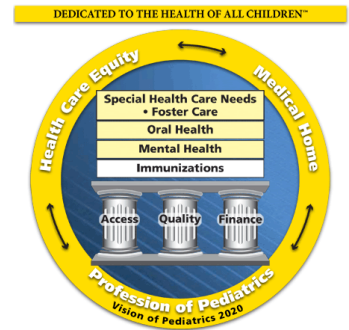 DEDICATED TO THE HEALTH OF ALL CHILDREN™
Health Care Equity
Medical Home
Special Health Care Needs
• Foster Care
Oral Health
Mental Health
Immunizations
Access
Quality
Finance
Profession of Pediatrics
Vision of Pediatrics 2020